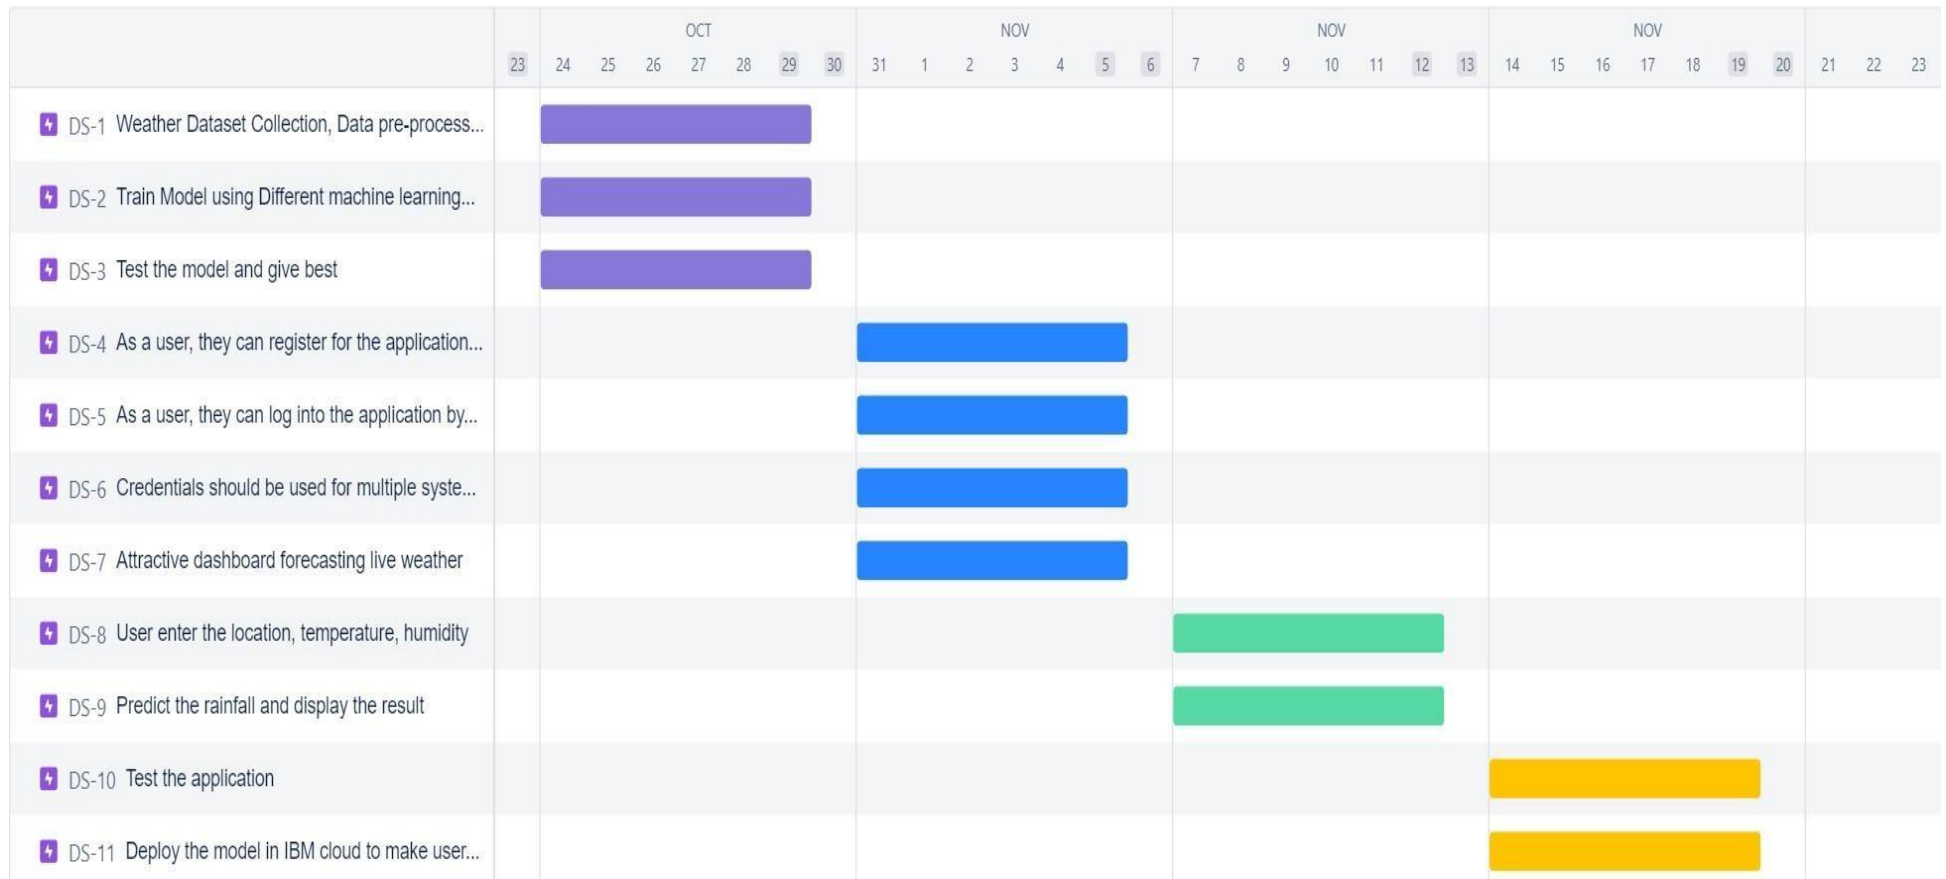 OCT NOV NOV NOV
23 24 25 26 27 28 29 30 31 1 2 3 4 5 6 7 8 9 10 11 12 13 14 15 16 17 18 19 20 21 22 23
DS-1 Weather Dataset Collection, Data pre-process...
DS-2 Train Model using Different machine learning...
DS-3 Test the model and give best
DS-4 As a user, they can register for the application...
DS-5 As a user, they can log into the application by...
DS-6 Credentials should be used for multiple syste...
DS-7 Attractive dashboard forecasting live weather
DS-8 User enter the location, temperature, humidity
DS-9 Predict the rainfall and display the result
DS-10 Test the application
DS-11 Deploy the model in IBM cloud to make user...